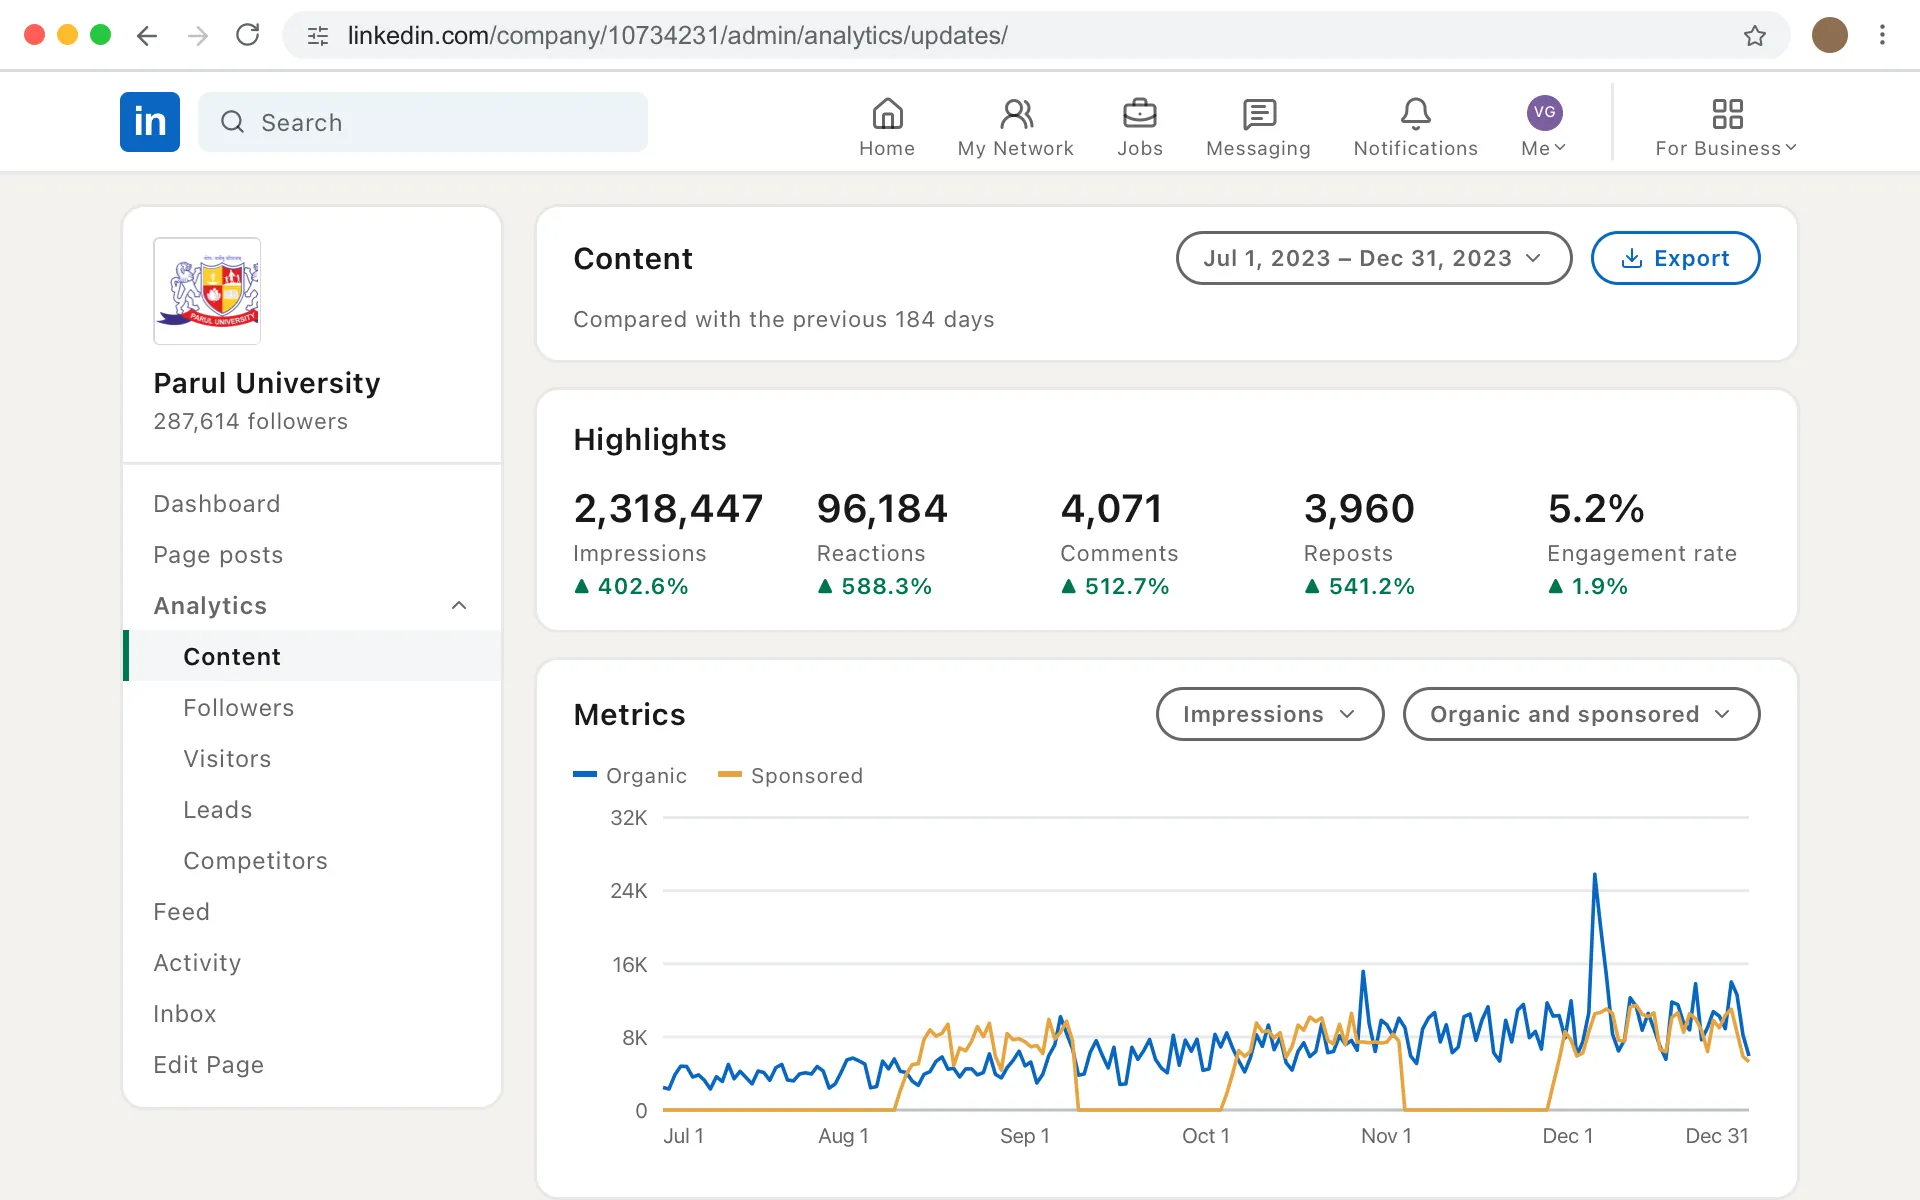 linkedin.com/company/10734231/admin/analytics/updates/
in
Search
Home
My Network
Jobs
Messaging
Notifications
VG
Me
For Business
PARUL UNIVERSITY
Parul University
287,614 followers
Dashboard
Page posts
Analytics
Content
Followers
Visitors
Leads
Competitors
Feed
Activity
Inbox
Edit Page
Content
Jul 1, 2023 – Dec 31, 2023
Export
Compared with the previous 184 days
Highlights
2,318,447 96,184 4,071 3,960 5.2%
Impressions Reactions Comments Reposts Engagement rate
▲ 402.6% ▲ 588.3% ▲ 512.7% ▲ 541.2% ▲ 1.9%
Metrics
Impressions
Organic and sponsored
Organic Sponsored
32K
24K
16K
8K
0
Jul 1 Aug 1 Sep 1 Oct 1 Nov 1 Dec 1 Dec 31